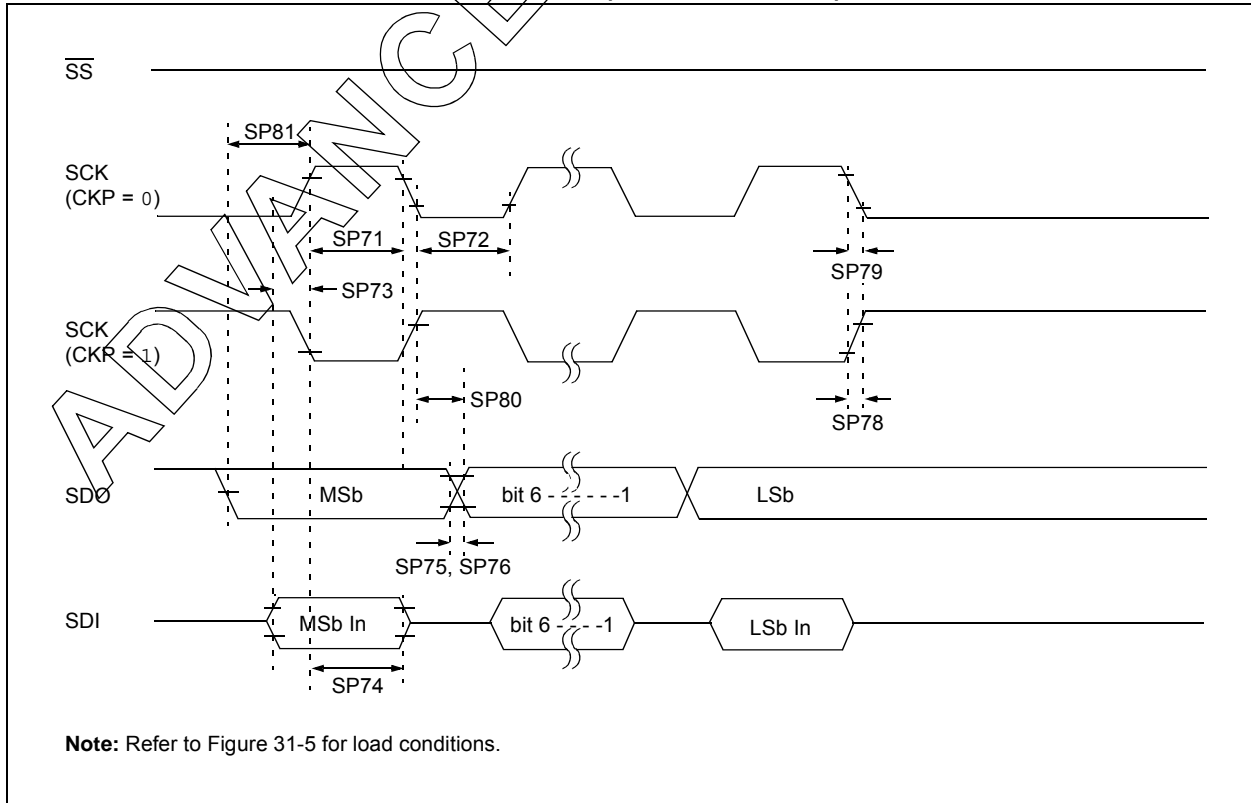 SS
SP81
SCK
(CKP = 0)
SP71
SP72
SP79
SP73
SCK
(CKP = 1)
SP80
SP78
SDO
MSb
bit 6 - - - - - -1
LSb
SP75, SP76
SDI
MSb In
bit 6 - - - -1
LSb In
SP74
Note: Refer to Figure 31-5 for load conditions.